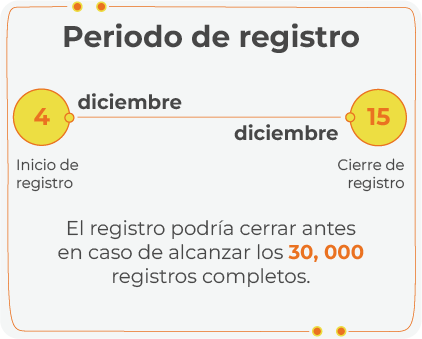 Periodo de registro
4
diciembre
diciembre
15
Inicio de
registro
Cierre de
registro
El registro podría cerrar antes
en caso de alcanzar los 30, 000
registros completos.